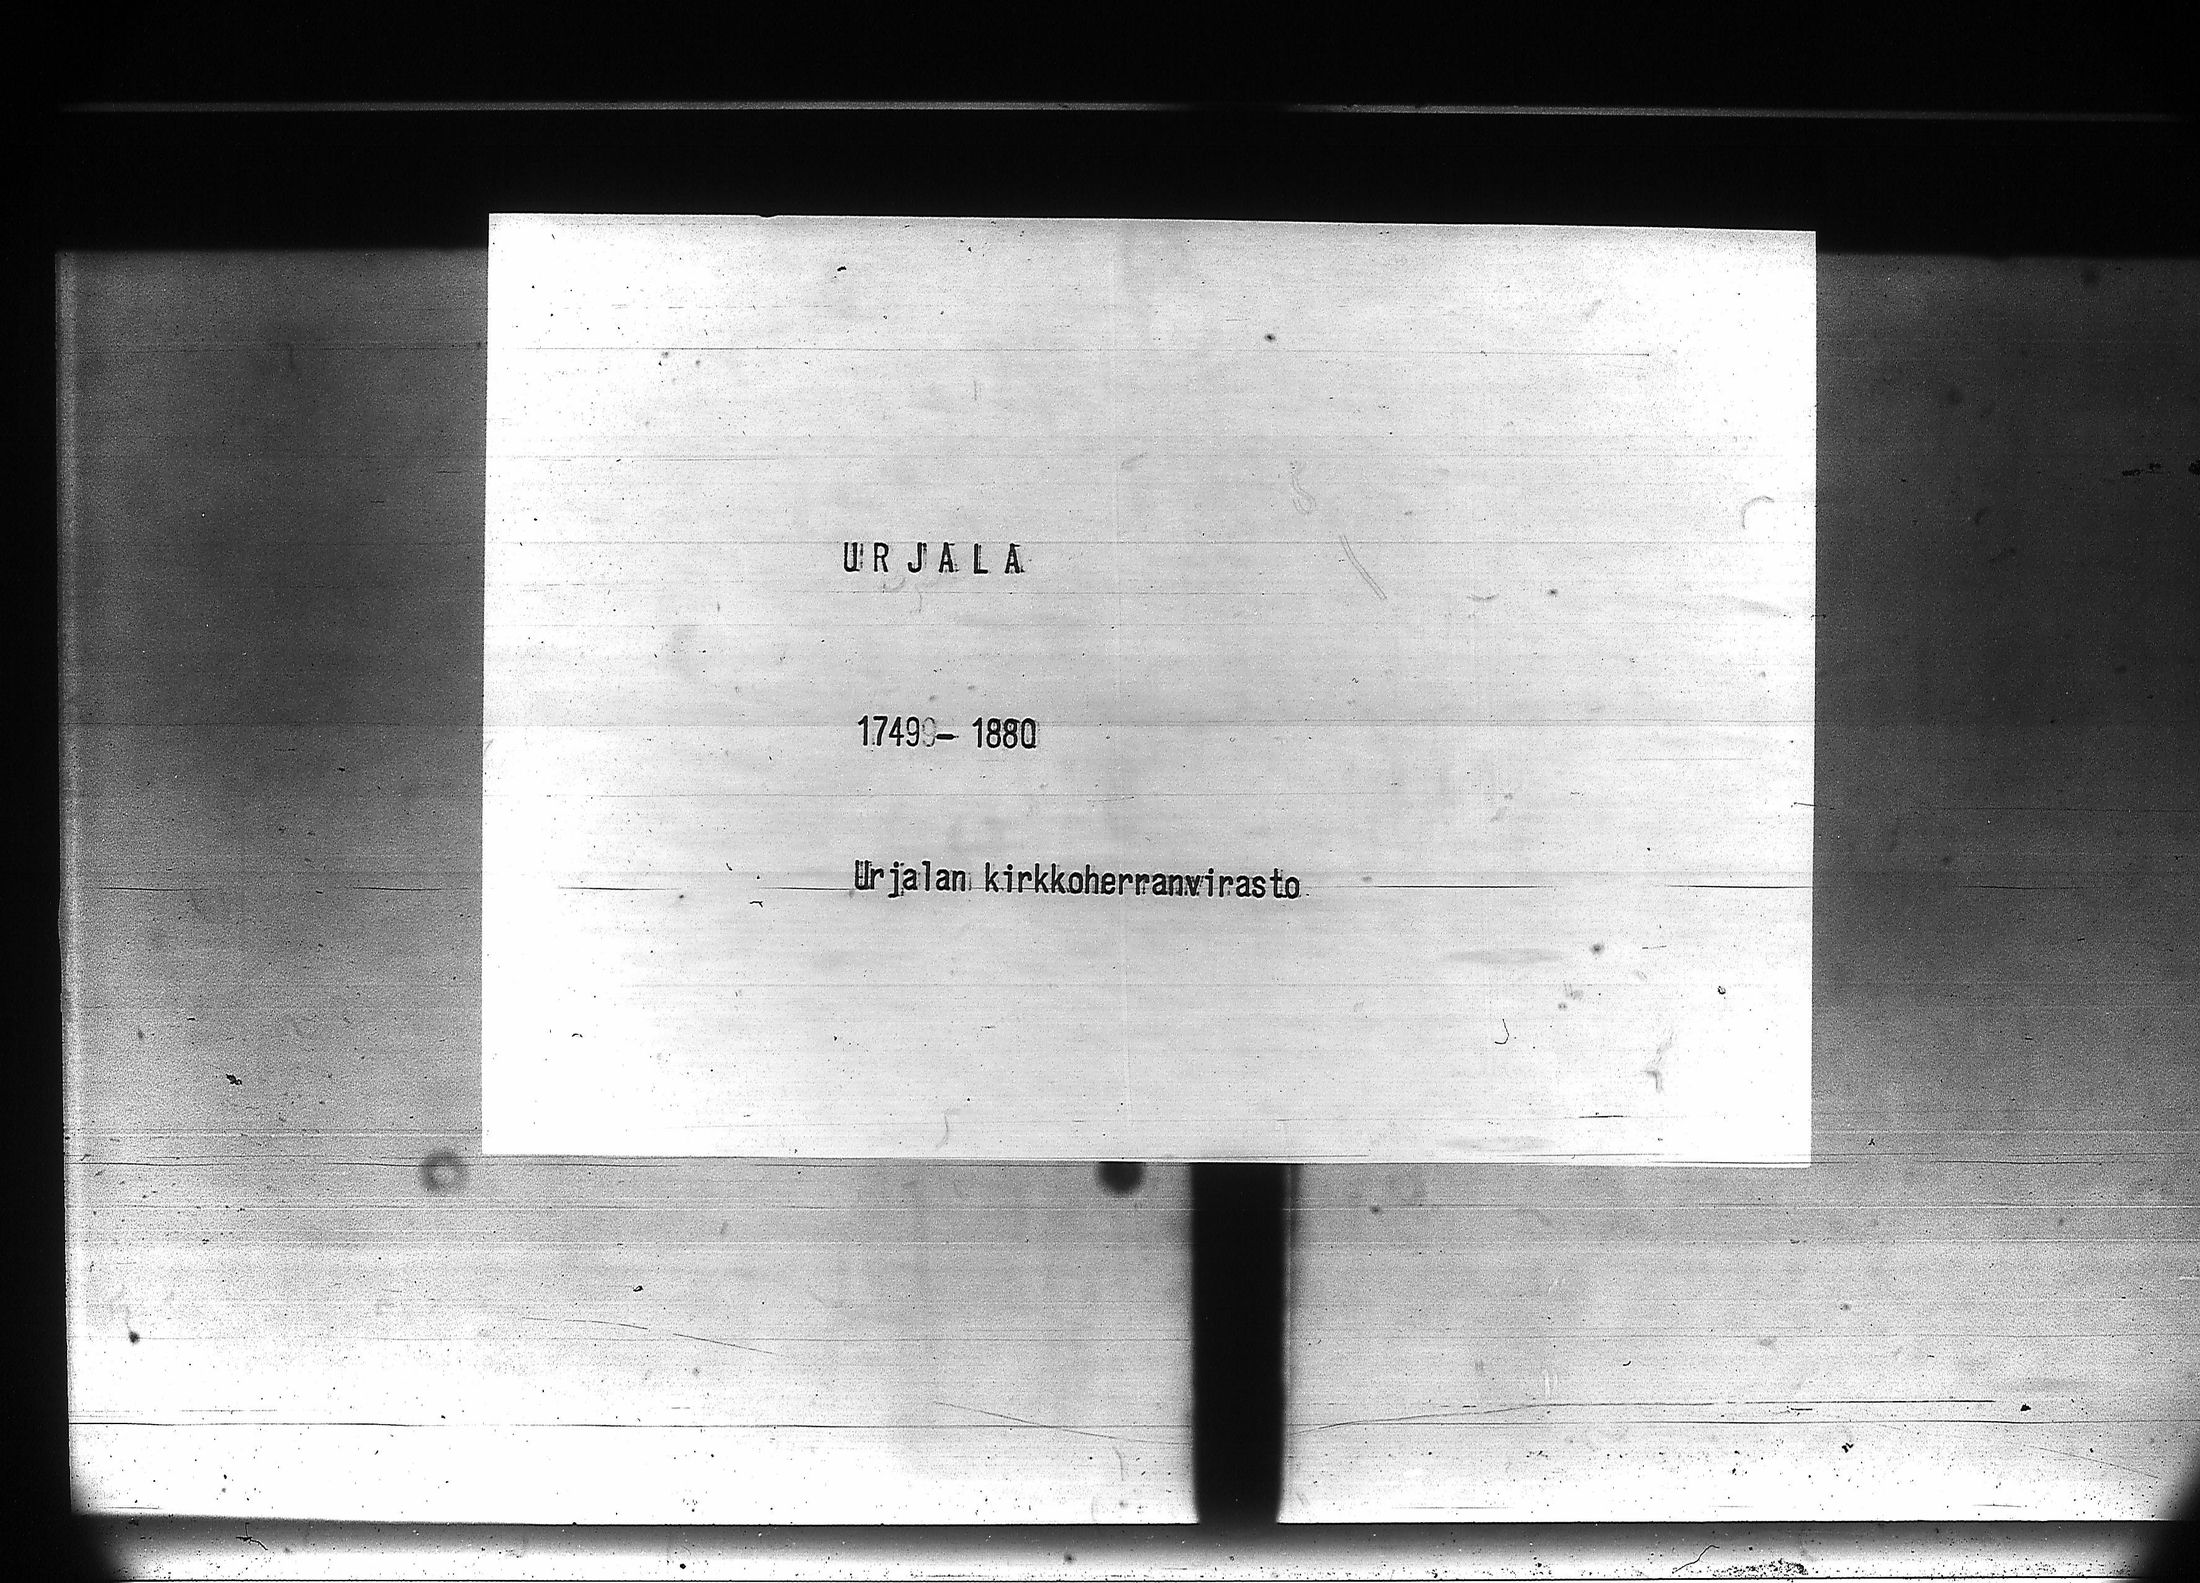 URJALA
1749 - 1880
Urjalan kirkkoherranvirasto